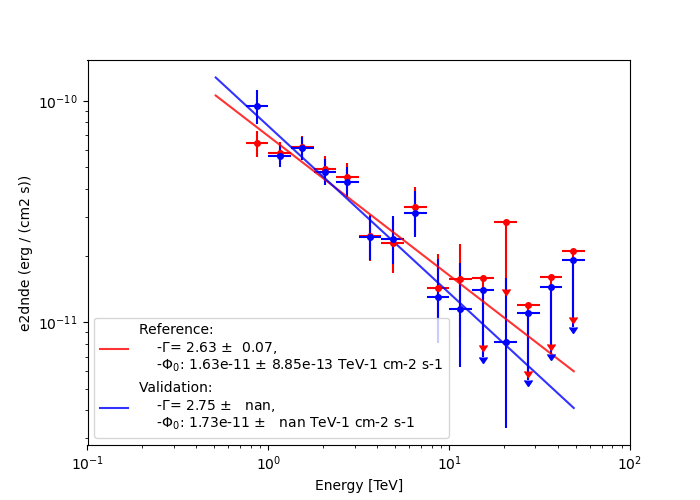 e2dnde (erg / (cm2 s))
10⁻¹⁰
10⁻¹¹
Reference:
-Γ= 2.63 ±  0.07,
-Φ₀: 1.63e-11 ± 8.85e-13 TeV-1 cm-2 s-1
Validation:
-Γ= 2.75 ±   nan,
-Φ₀: 1.73e-11 ±   nan TeV-1 cm-2 s-1
10⁻¹ 10⁰ 10¹ 10²
Energy [TeV]